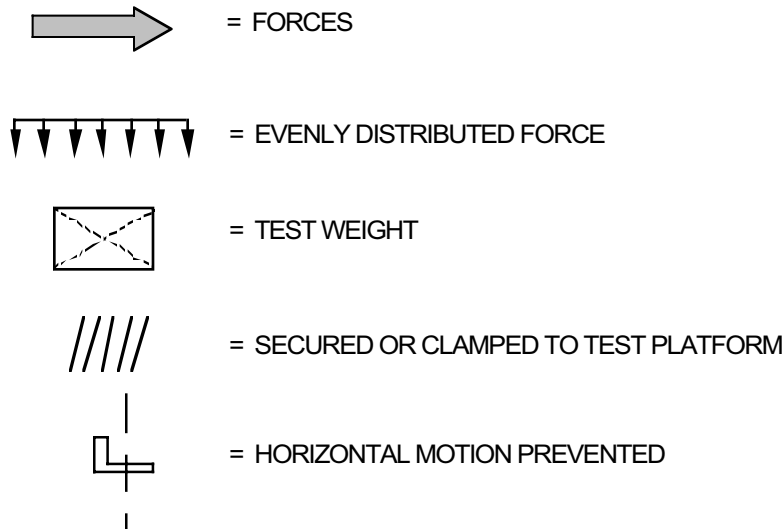 = FORCES
= EVENLY DISTRIBUTED FORCE
= TEST WEIGHT
= SECURED OR CLAMPED TO TEST PLATFORM
= HORIZONTAL MOTION PREVENTED